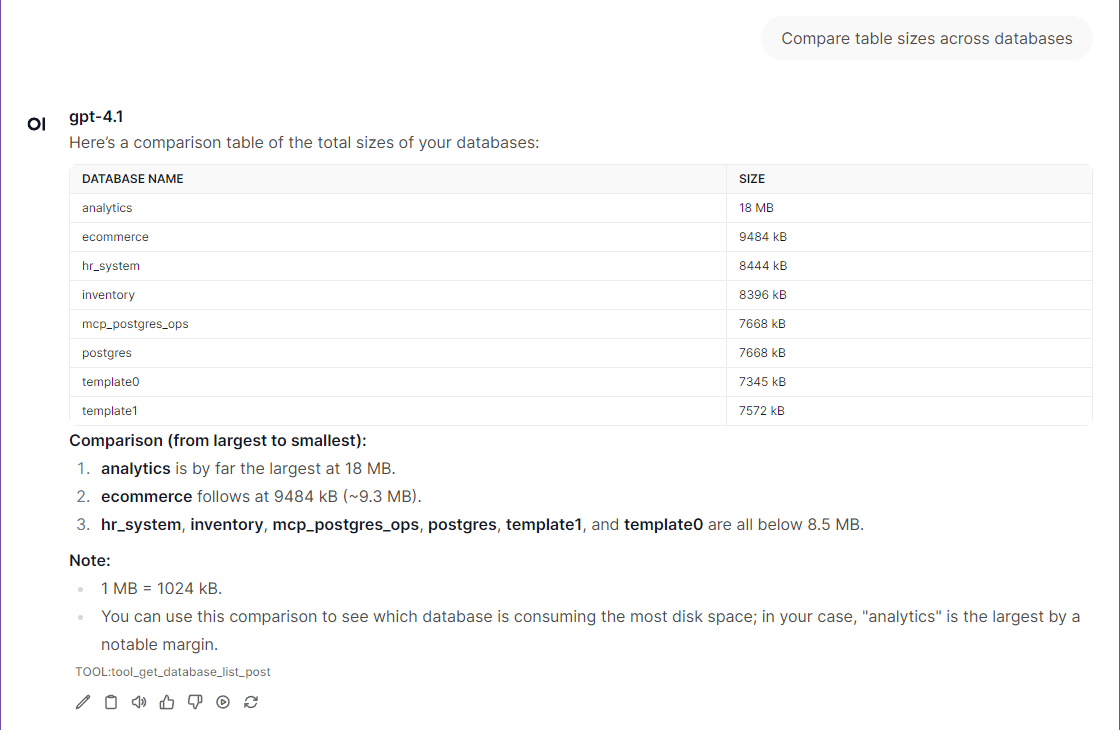 Compare table sizes across databases
OI
gpt-4.1
Here's a comparison table of the total sizes of your databases:
DATABASE NAME SIZE
analytics 18 MB
ecommerce 9484 kB
hr_system 8444 kB
inventory 8396 kB
mcp_postgres_ops 7668 kB
postgres 7668 kB
template0 7345 kB
template1 7572 kB
Comparison (from largest to smallest):
1. analytics is by far the largest at 18 MB.
2. ecommerce follows at 9484 kB (~9.3 MB).
3. hr_system, inventory, mcp_postgres_ops, postgres, template1, and template0 are all below 8.5 MB.
Note:
1 MB = 1024 kB.
You can use this comparison to see which database is consuming the most disk space; in your case, "analytics" is the largest by a
notable margin.
TOOL:tool_get_database_list_post